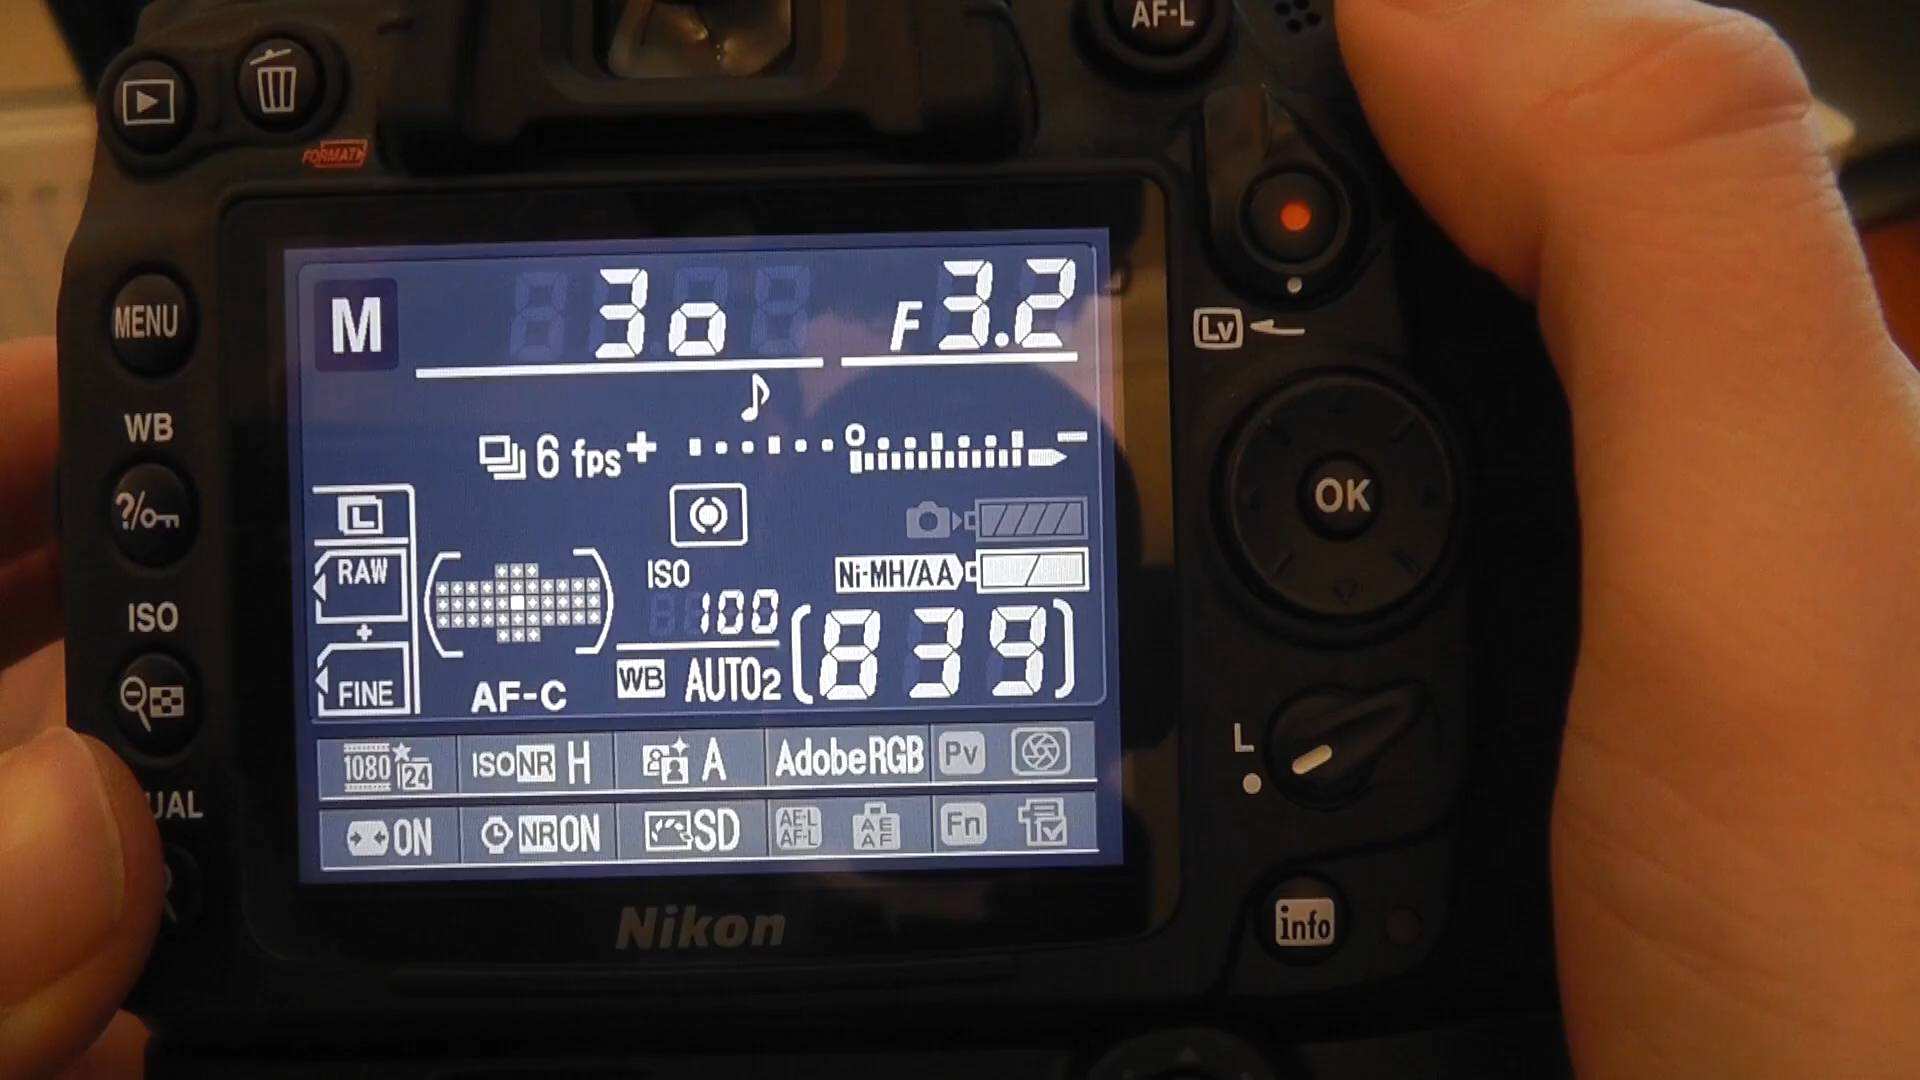 AF-L
FORMAT
MENU
WB
?/
ISO
UAL
M
30
F3.2
6 fps
+
-
L
RAW
+
FINE
ISO
100
Ni-MH/AA
AF-C
WB AUTO2
[839]
1080 24
ISO NR H
A
AdobeRGB
Pv
ON
NR ON
SD
AE-L
AF-L
AE
AF
Fn
Nikon
Lv
OK
L
info